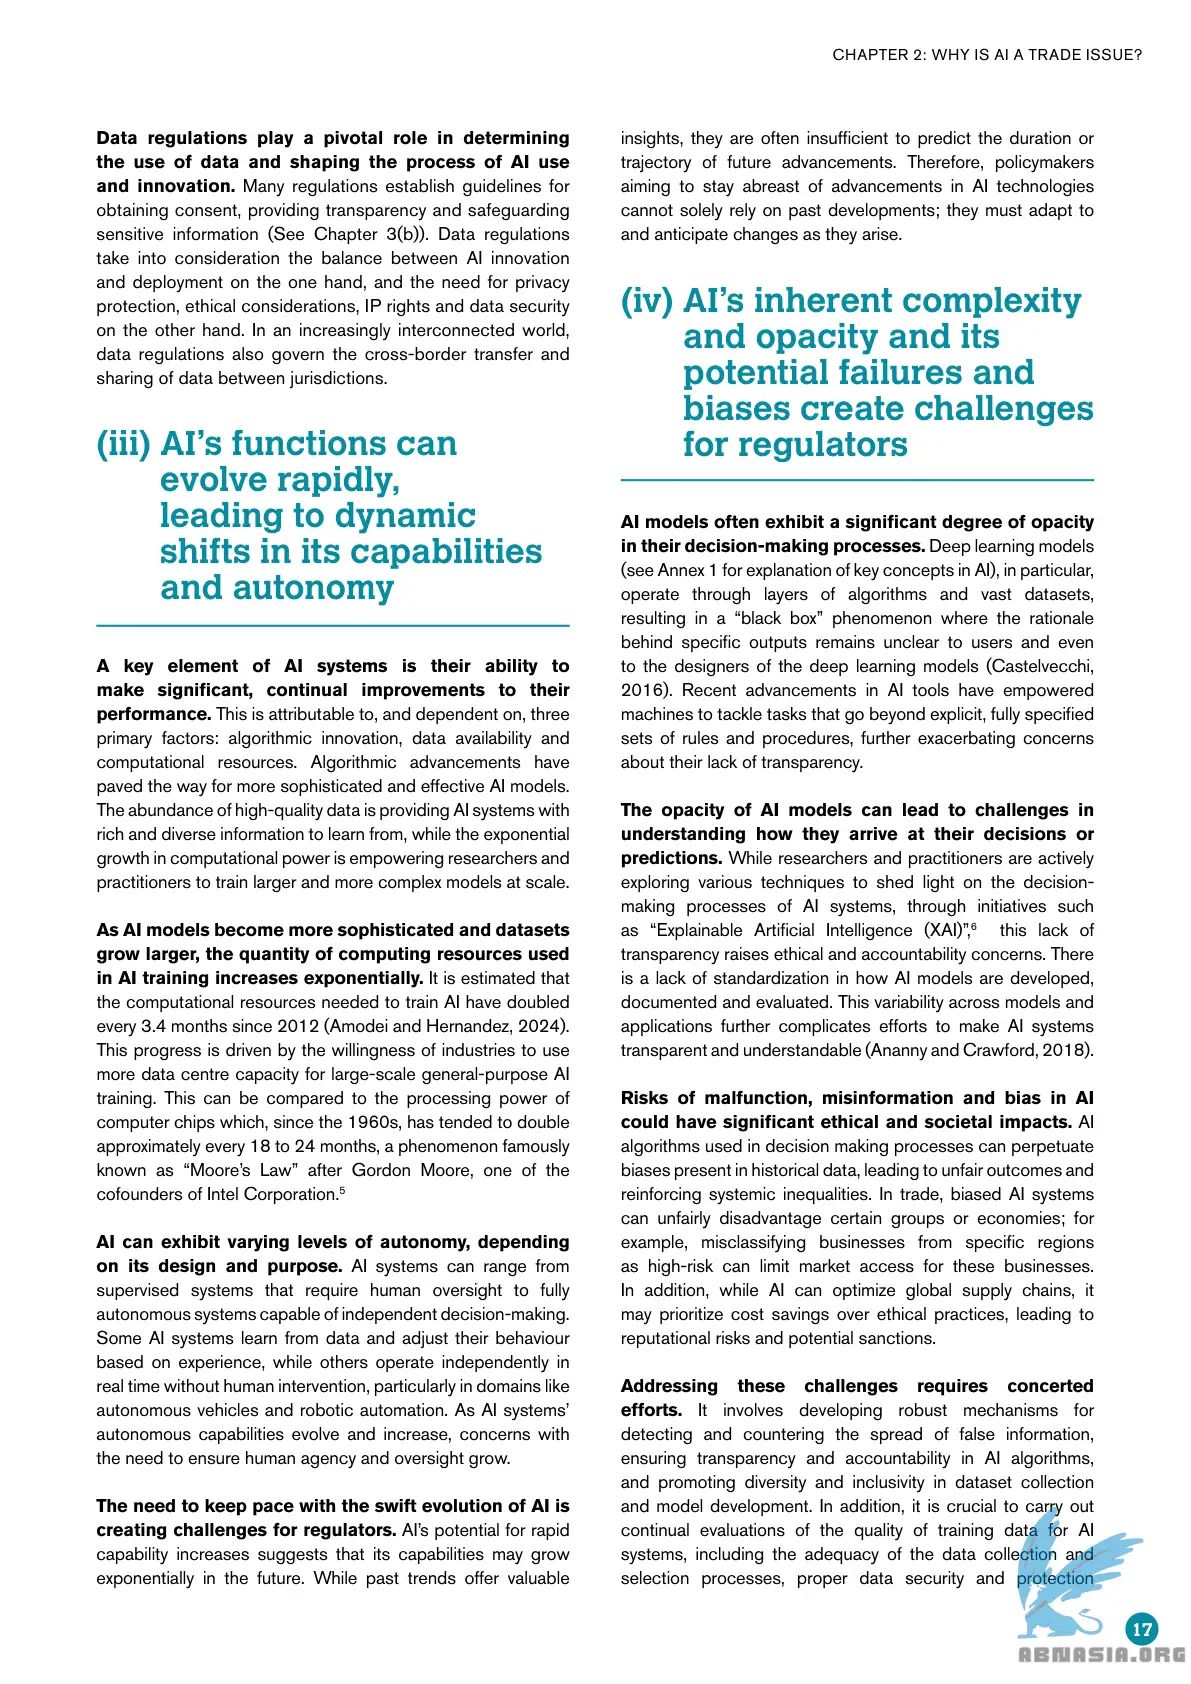 CHAPTER 2: WHY IS AI A TRADE ISSUE?
Data regulations play a pivotal role in determining
the use of data and shaping the process of AI use
and innovation. Many regulations establish guidelines for
obtaining consent, providing transparency and safeguarding
sensitive information (See Chapter 3(b)). Data regulations
take into consideration the balance between AI innovation
and deployment on the one hand, and the need for privacy
protection, ethical considerations, IP rights and data security
on the other hand. In an increasingly interconnected world,
data regulations also govern the cross-border transfer and
sharing of data between jurisdictions.
(iii) AI’s functions can
evolve rapidly,
leading to dynamic
shifts in its capabilities
and autonomy
A key element of AI systems is their ability to
make significant, continual improvements to their
performance. This is attributable to, and dependent on, three
primary factors: algorithmic innovation, data availability and
computational resources. Algorithmic advancements have
paved the way for more sophisticated and effective AI models.
The abundance of high-quality data is providing AI systems with
rich and diverse information to learn from, while the exponential
growth in computational power is empowering researchers and
practitioners to train larger and more complex models at scale.
As AI models become more sophisticated and datasets
grow larger, the quantity of computing resources used
in AI training increases exponentially. It is estimated that
the computational resources needed to train AI have doubled
every 3.4 months since 2012 (Amodei and Hernandez, 2024).
This progress is driven by the willingness of industries to use
more data centre capacity for large-scale general-purpose AI
training. This can be compared to the processing power of
computer chips which, since the 1960s, has tended to double
approximately every 18 to 24 months, a phenomenon famously
known as “Moore’s Law” after Gordon Moore, one of the
cofounders of Intel Corporation.5
AI can exhibit varying levels of autonomy, depending
on its design and purpose. AI systems can range from
supervised systems that require human oversight to fully
autonomous systems capable of independent decision-making.
Some AI systems learn from data and adjust their behaviour
based on experience, while others operate independently in
real time without human intervention, particularly in domains like
autonomous vehicles and robotic automation. As AI systems’
autonomous capabilities evolve and increase, concerns with
the need to ensure human agency and oversight grow.
The need to keep pace with the swift evolution of AI is
creating challenges for regulators. AI’s potential for rapid
capability increases suggests that its capabilities may grow
exponentially in the future. While past trends offer valuable
insights, they are often insufficient to predict the duration or
trajectory of future advancements. Therefore, policymakers
aiming to stay abreast of advancements in AI technologies
cannot solely rely on past developments; they must adapt to
and anticipate changes as they arise.
(iv) AI’s inherent complexity
and opacity and its
potential failures and
biases create challenges
for regulators
AI models often exhibit a significant degree of opacity
in their decision-making processes. Deep learning models
(see Annex 1 for explanation of key concepts in AI), in particular,
operate through layers of algorithms and vast datasets,
resulting in a “black box” phenomenon where the rationale
behind specific outputs remains unclear to users and even
to the designers of the deep learning models (Castelvecchi,
2016). Recent advancements in AI tools have empowered
machines to tackle tasks that go beyond explicit, fully specified
sets of rules and procedures, further exacerbating concerns
about their lack of transparency.
The opacity of AI models can lead to challenges in
understanding how they arrive at their decisions or
predictions. While researchers and practitioners are actively
exploring various techniques to shed light on the decision-
making processes of AI systems, through initiatives such
as “Explainable Artificial Intelligence (XAI)”,6 this lack of
transparency raises ethical and accountability concerns. There
is a lack of standardization in how AI models are developed,
documented and evaluated. This variability across models and
applications further complicates efforts to make AI systems
transparent and understandable (Ananny and Crawford, 2018).
Risks of malfunction, misinformation and bias in AI
could have significant ethical and societal impacts. AI
algorithms used in decision making processes can perpetuate
biases present in historical data, leading to unfair outcomes and
reinforcing systemic inequalities. In trade, biased AI systems
can unfairly disadvantage certain groups or economies; for
example, misclassifying businesses from specific regions
as high-risk can limit market access for these businesses.
In addition, while AI can optimize global supply chains, it
may prioritize cost savings over ethical practices, leading to
reputational risks and potential sanctions.
Addressing these challenges requires concerted
efforts. It involves developing robust mechanisms for
detecting and countering the spread of false information,
ensuring transparency and accountability in AI algorithms,
and promoting diversity and inclusivity in dataset collection
and model development. In addition, it is crucial to carry out
continual evaluations of the quality of training data for AI
systems, including the adequacy of the data collection and
selection processes, proper data security and protection
17
ABNASIA.ORG